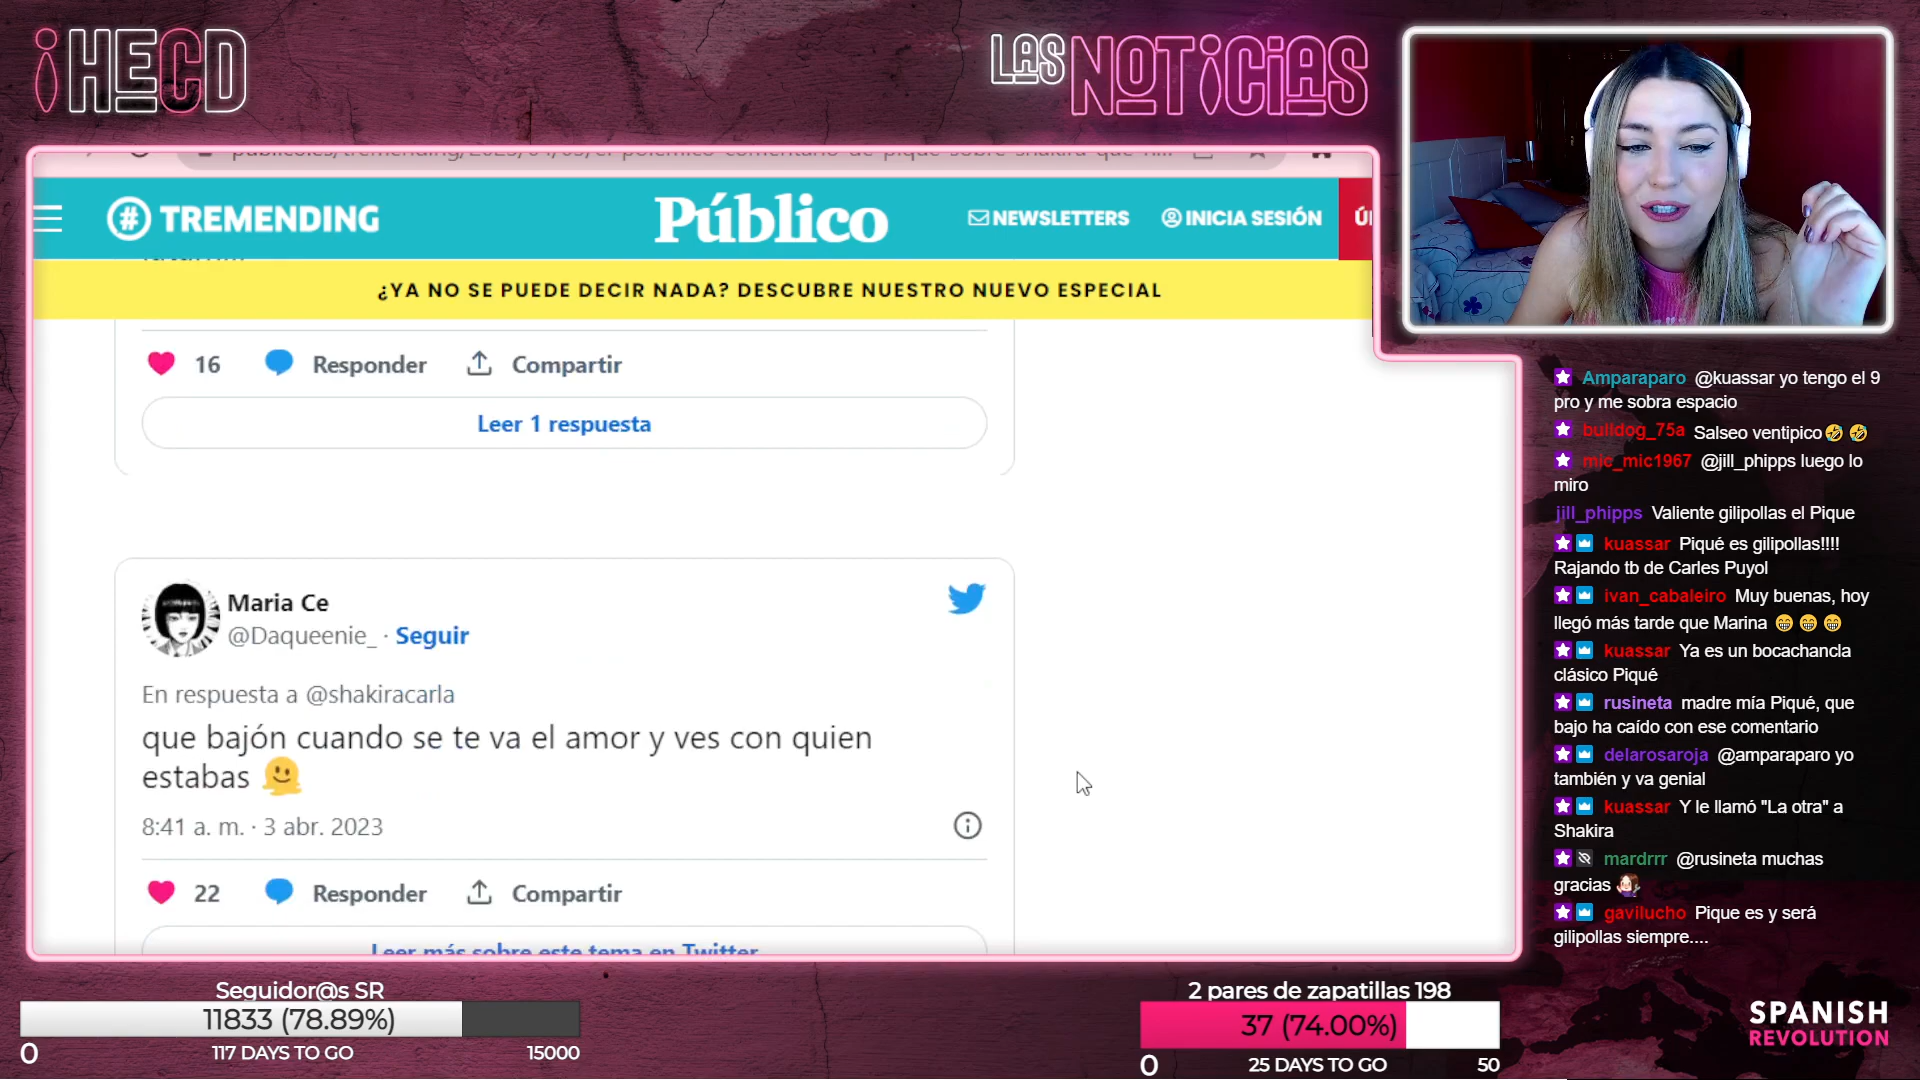 ¡HECD
LAS NOTICIAS
# TREMENDING
Público
NEWSLETTERS
INICIA SESIÓN
¿YA NO SE PUEDE DECIR NADA? DESCUBRE NUESTRO NUEVO ESPECIAL
16 Responder Compartir
Leer 1 respuesta
Maria Ce
@Daqueenie_ · Seguir
En respuesta a @shakiracarla
que bajón cuando se te va el amor y ves con quien
estabas 🫠
8:41 a. m. · 3 abr. 2023
22 Responder Compartir
Leer más sobre este tema en Twitter
Amparaparo @kuassar yo tengo el 9
pro y me sobra espacio
bulldog_75a Salseo ventipico🤣 🤣
mic_mic1967 @jill_phipps luego lo
miro
jill_phipps Valiente gilipollas el Pique
kuassar Piqué es gilipollas!!!!
Rajando tb de Carles Puyol
ivan_cabaleiro Muy buenas, hoy
llegó más tarde que Marina 😁 😁 😁
kuassar Ya es un bocachancla
clásico Piqué
rusineta madre mía Piqué, que
bajo ha caído con ese comentario
delarosaroja @amparaparo yo
también y va genial
kuassar Y le llamó "La otra" a
Shakira
mardrrr @rusineta muchas
gracias
gavilucho Pique es y será
gilipollas siempre....
Seguidor@s SR
11833 (78.89%)
0 117 DAYS TO GO 15000
2 pares de zapatillas 198
37 (74.00%)
0 25 DAYS TO GO 50
SPANISH
REVOLUTION